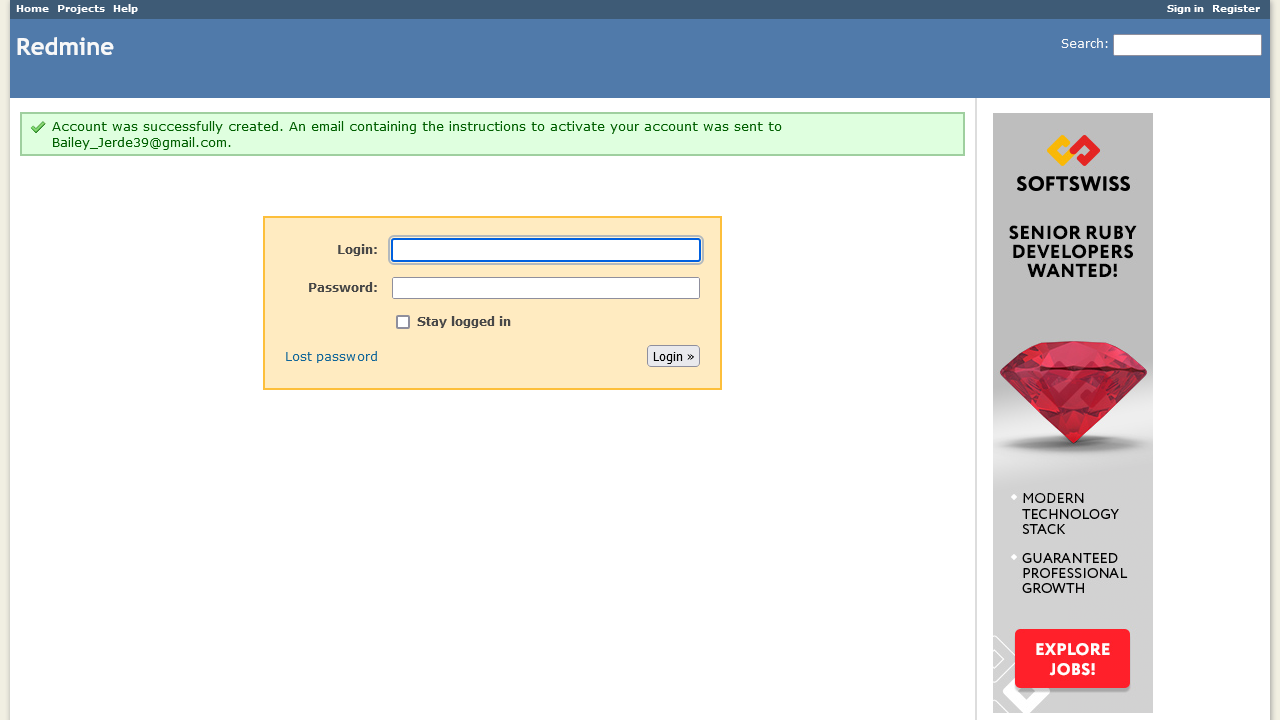 Home Projects Help Sign in Register
Redmine
Search:
Account was successfully created. An email containing the instructions to activate your account was sent to
Bailey_Jerde39@gmail.com.
Login:
Password:
Stay logged in
Lost password
Login »
SOFTSWISS
SENIOR RUBY
DEVELOPERS
WANTED!
MODERN
TECHNOLOGY
STACK
GUARANTEED
PROFESSIONAL
GROWTH
EXPLORE
JOBS!